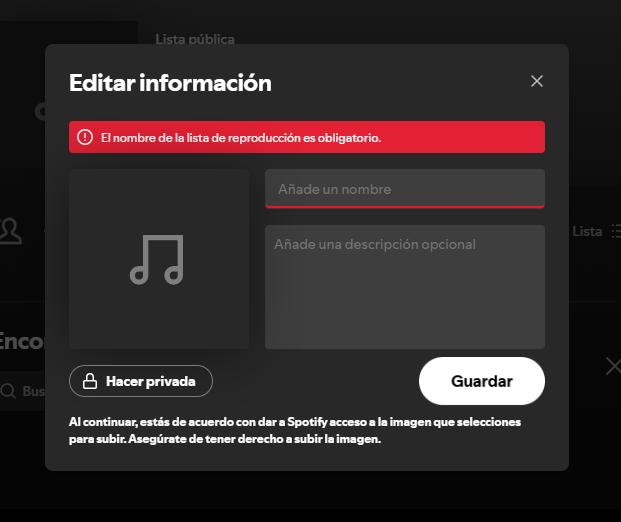 Lista pública
Editar información
El nombre de la lista de reproducción es obligatorio.
Añade un nombre
Añade una descripción opcional
Lista
Hacer privada
Guardar
Al continuar, estás de acuerdo con dar a Spotify acceso a la imagen que selecciones
para subir. Asegúrate de tener derecho a subir la imagen.